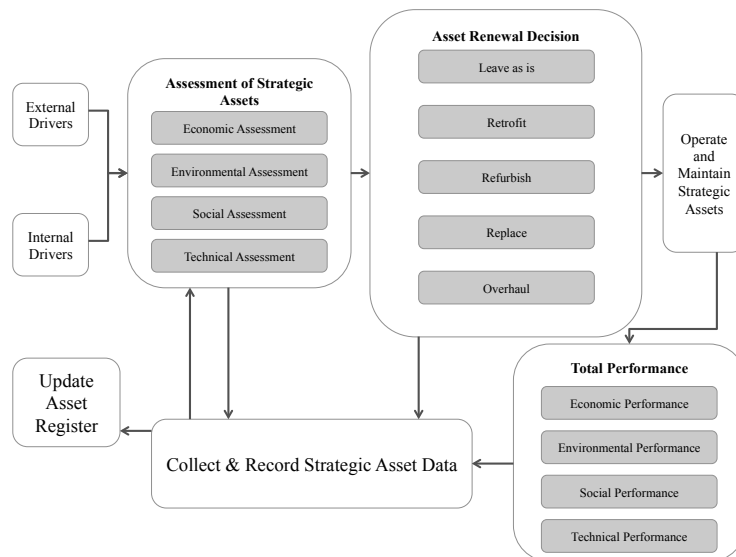 External
Drivers
Internal
Drivers
Assessment of Strategic
Assets
Economic Assessment
Environmental Assessment
Social Assessment
Technical Assessment
Asset Renewal Decision
Leave as is
Retrofit
Refurbish
Replace
Overhaul
Operate
and
Maintain
Strategic
Assets
Total Performance
Economic Performance
Environmental Performance
Social Performance
Technical Performance
Collect & Record Strategic Asset Data
Update
Asset
Register